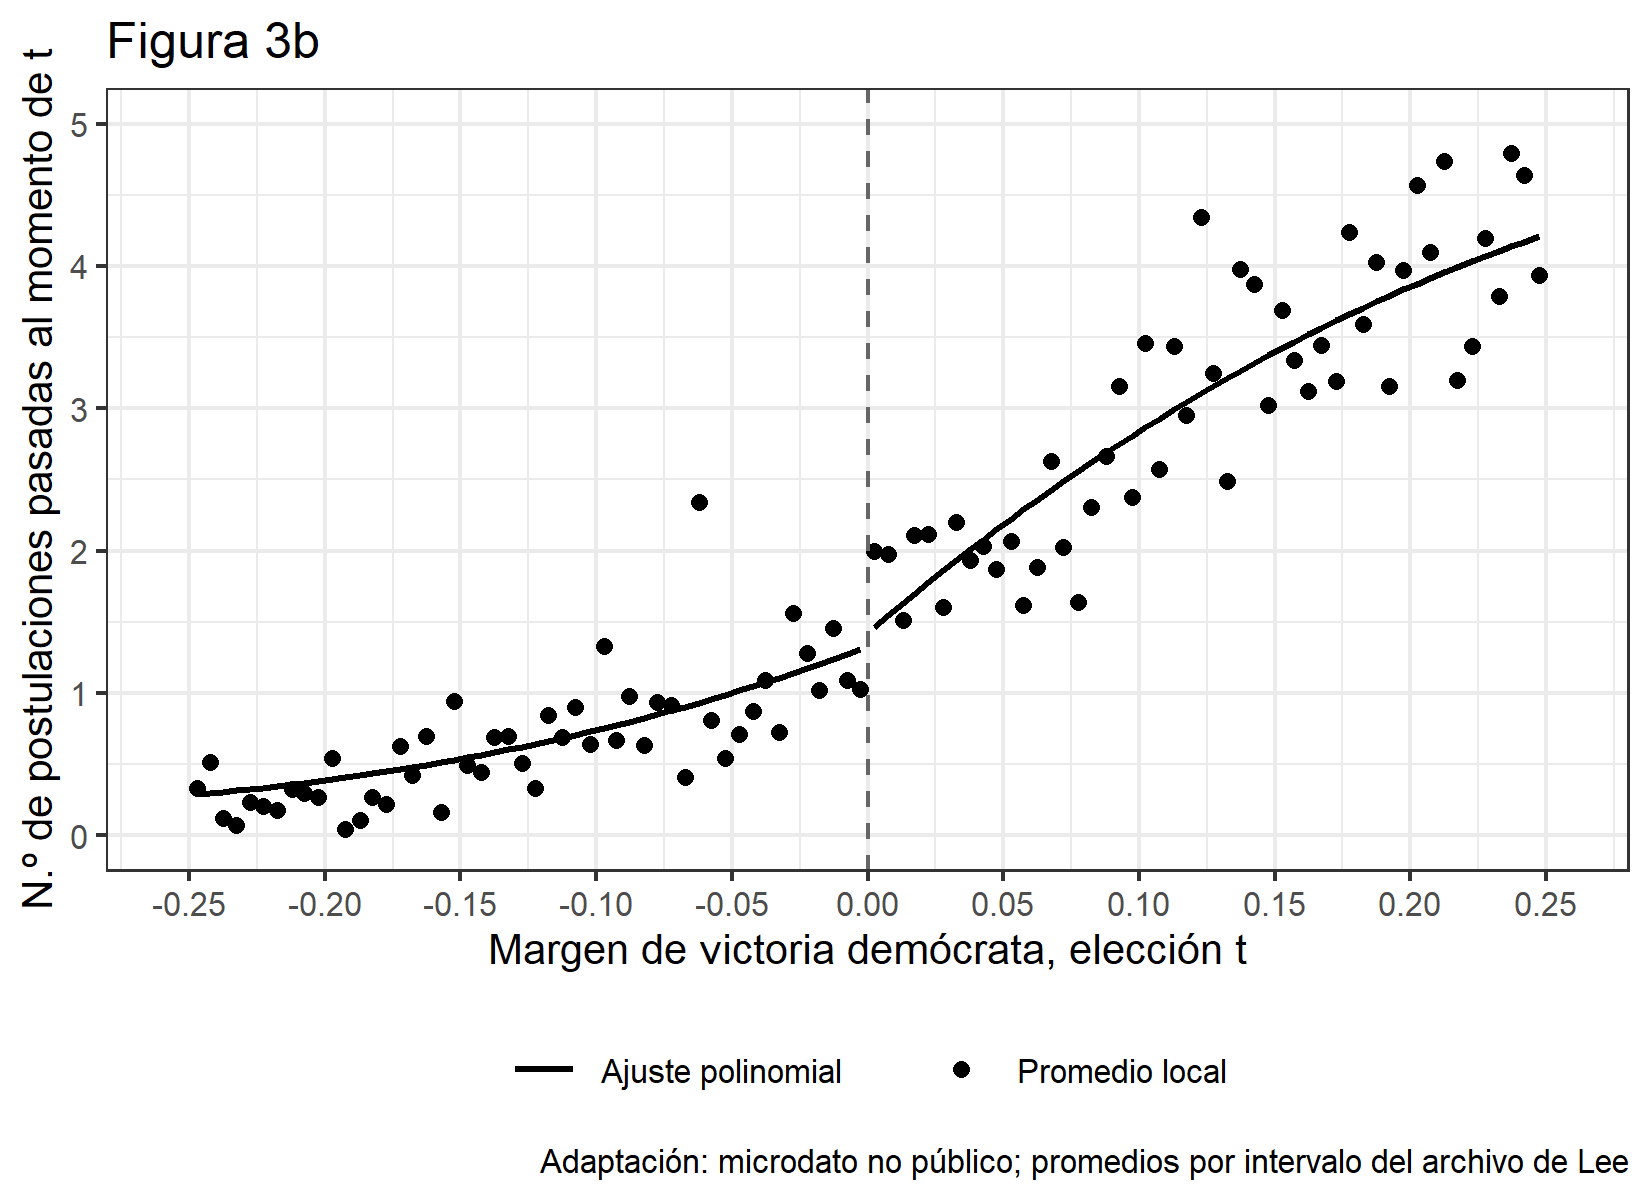 Figura 3b
N.º de postulaciones pasadas al momento de t
5
4
3
2
1
0
-0.25 -0.20 -0.15 -0.10 -0.05 0.00 0.05 0.10 0.15 0.20 0.25
Margen de victoria demócrata, elección t
Ajuste polinomial Promedio local
Adaptación: microdato no público; promedios por intervalo del archivo de Lee